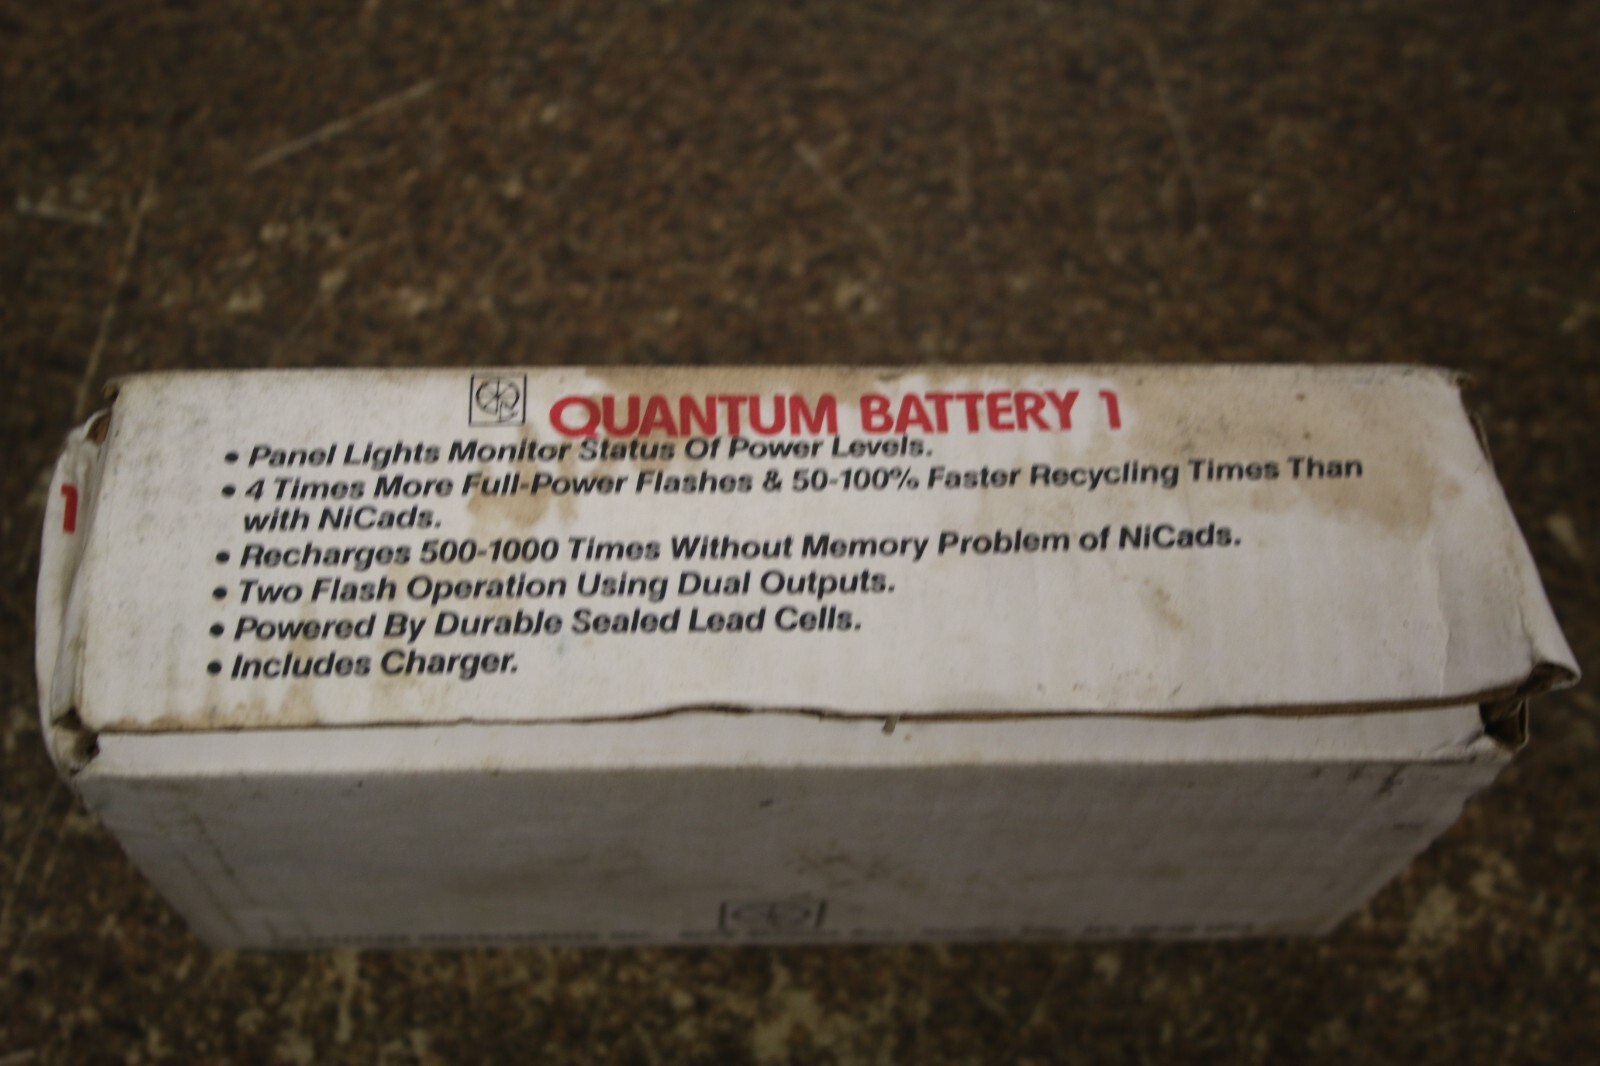 QUANTUM BATTERY 1
• Panel Lights Monitor Status Of Power Levels.
• 4 Times More Full-Power Flashes & 50-100% Faster Recycling Times Than
with NiCads.
• Recharges 500-1000 Times Without Memory Problem of NiCads.
• Two Flash Operation Using Dual Outputs.
• Powered By Durable Sealed Lead Cells.
• Includes Charger.
1